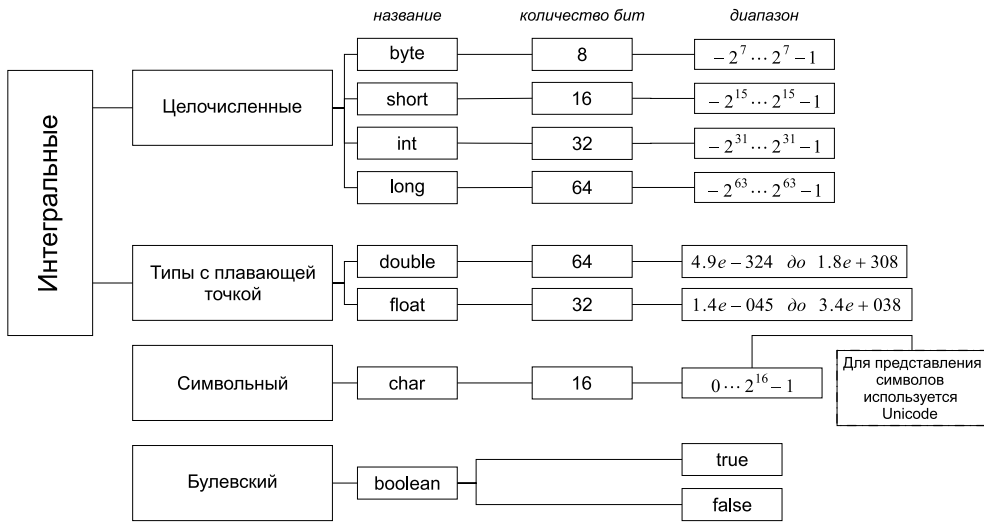 название количество бит диапазон
Интегральные
Целочисленные
byte 8 −2^7 ⋯ 2^7 − 1
short 16 −2^15 ⋯ 2^15 − 1
int 32 −2^31 ⋯ 2^31 − 1
long 64 −2^63 ⋯ 2^63 − 1
Типы с плавающей
точкой
double 64 4.9e − 324 до 1.8e + 308
float 32 1.4e − 045 до 3.4e + 038
Символьный char 16 0 ⋯ 2^16 − 1
Для представления
символов
используется
Unicode
Булевский boolean
true
false